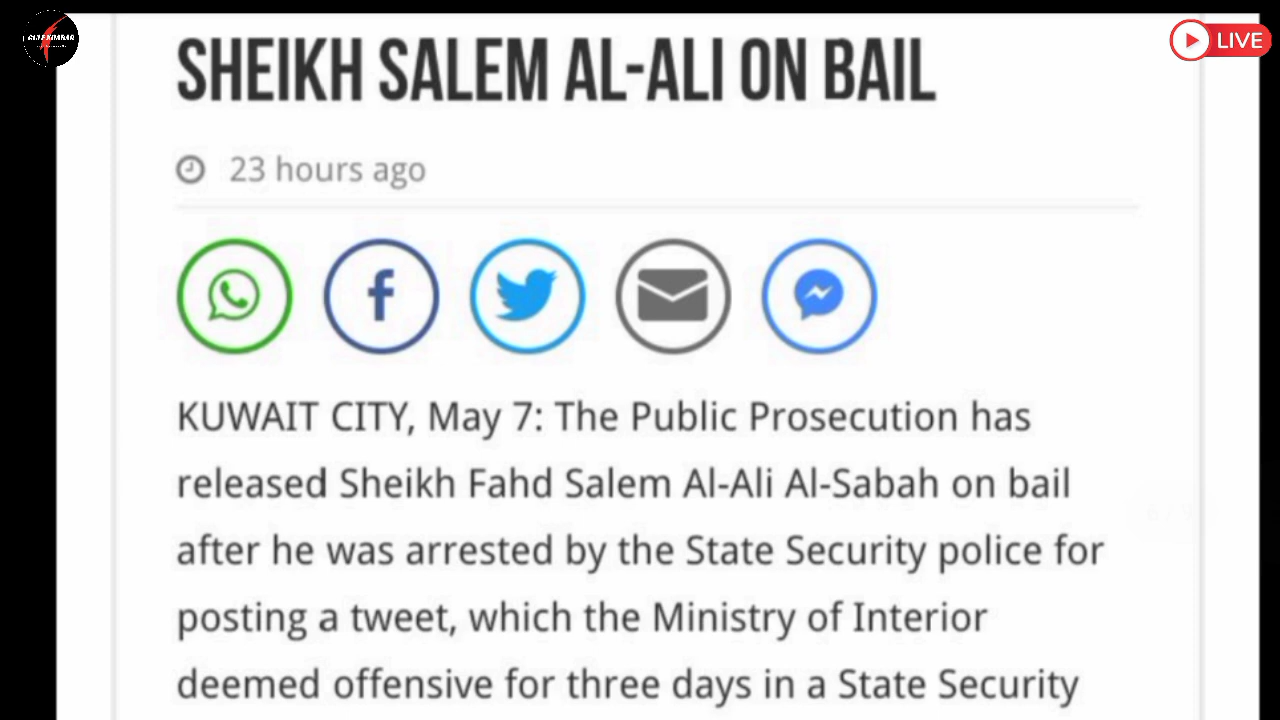 LIVE
SHEIKH SALEM AL-ALI ON BAIL
23 hours ago
KUWAIT CITY, May 7: The Public Prosecution has
released Sheikh Fahd Salem Al-Ali Al-Sabah on bail
after he was arrested by the State Security police for
posting a tweet, which the Ministry of Interior
deemed offensive for three days in a State Security